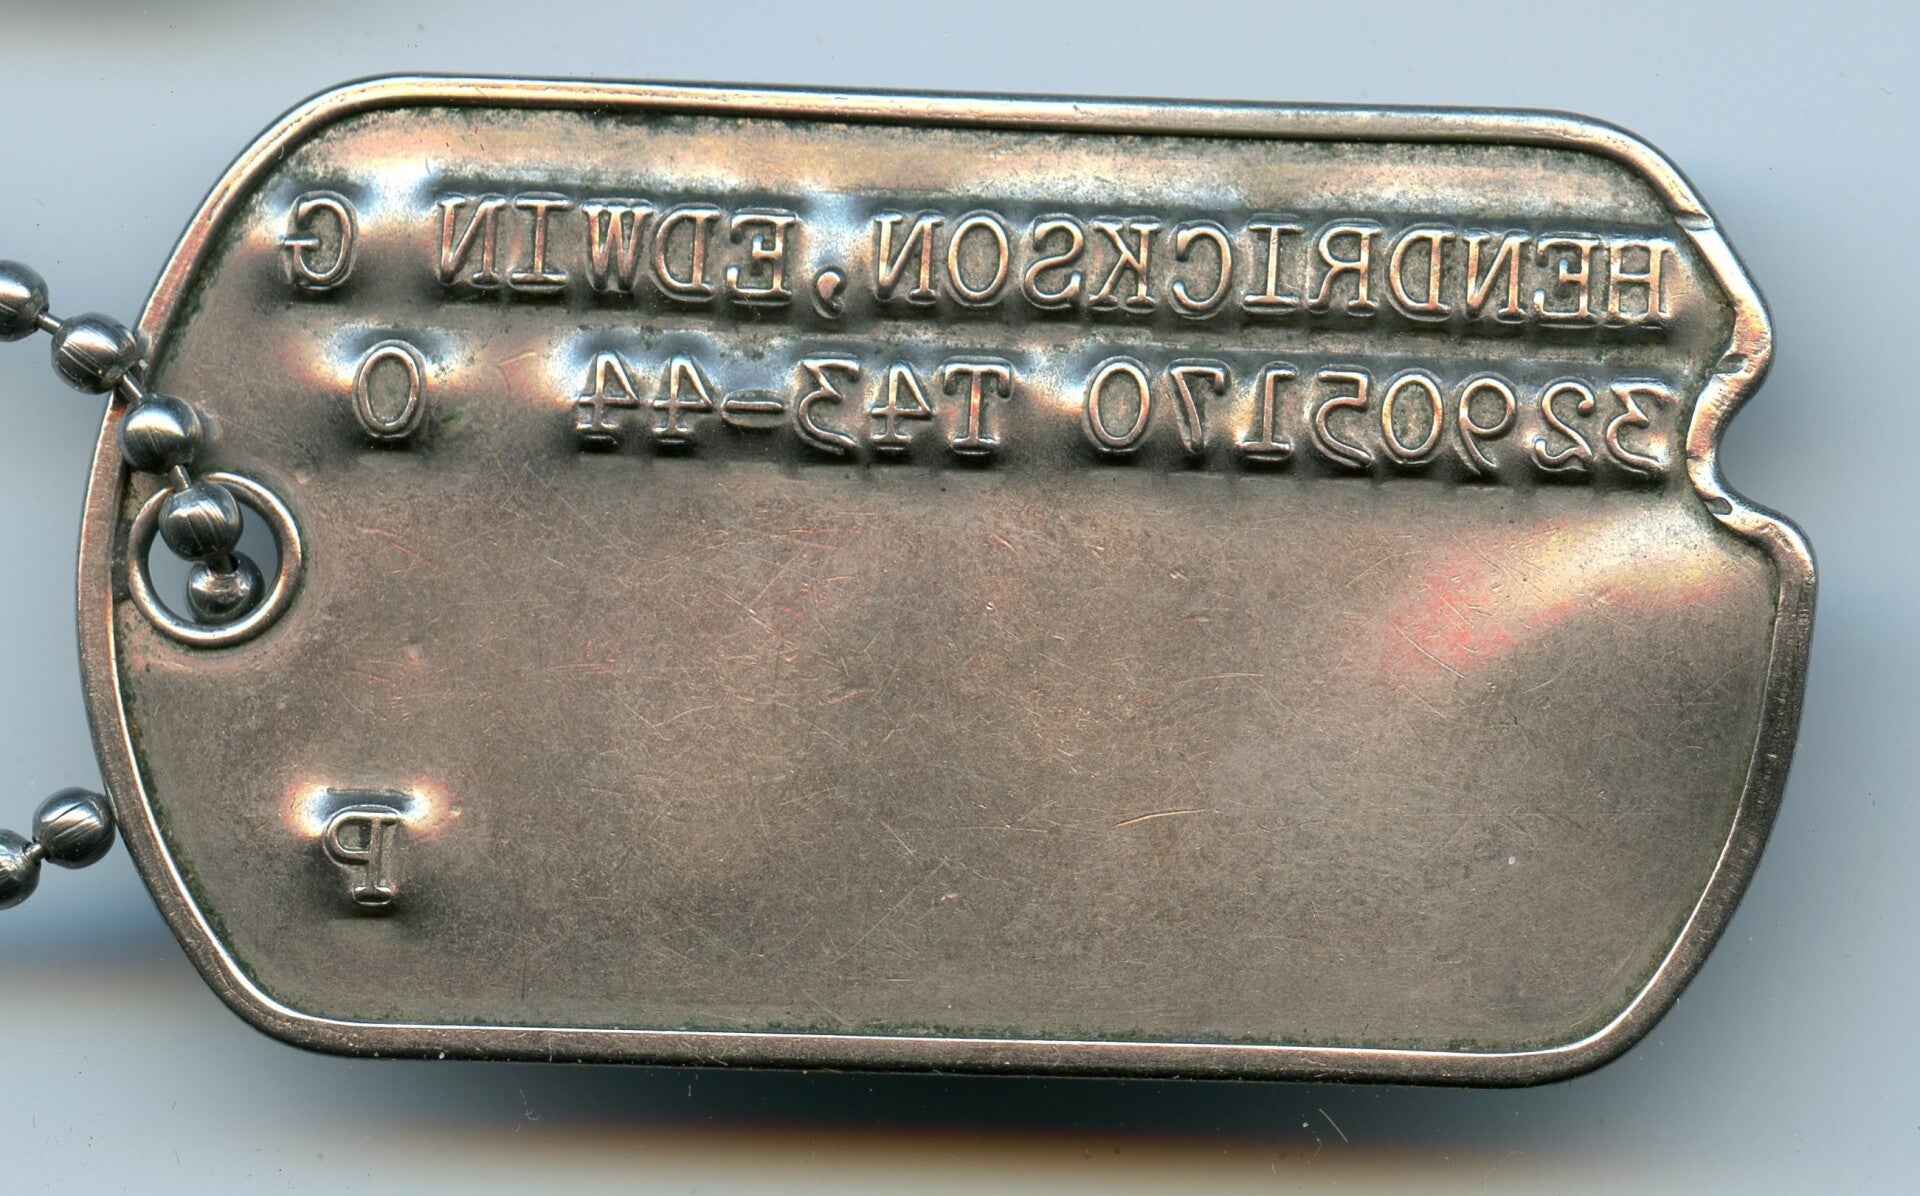 HENDRICKSON, EDWIN G
32905170 T43-44 O
P